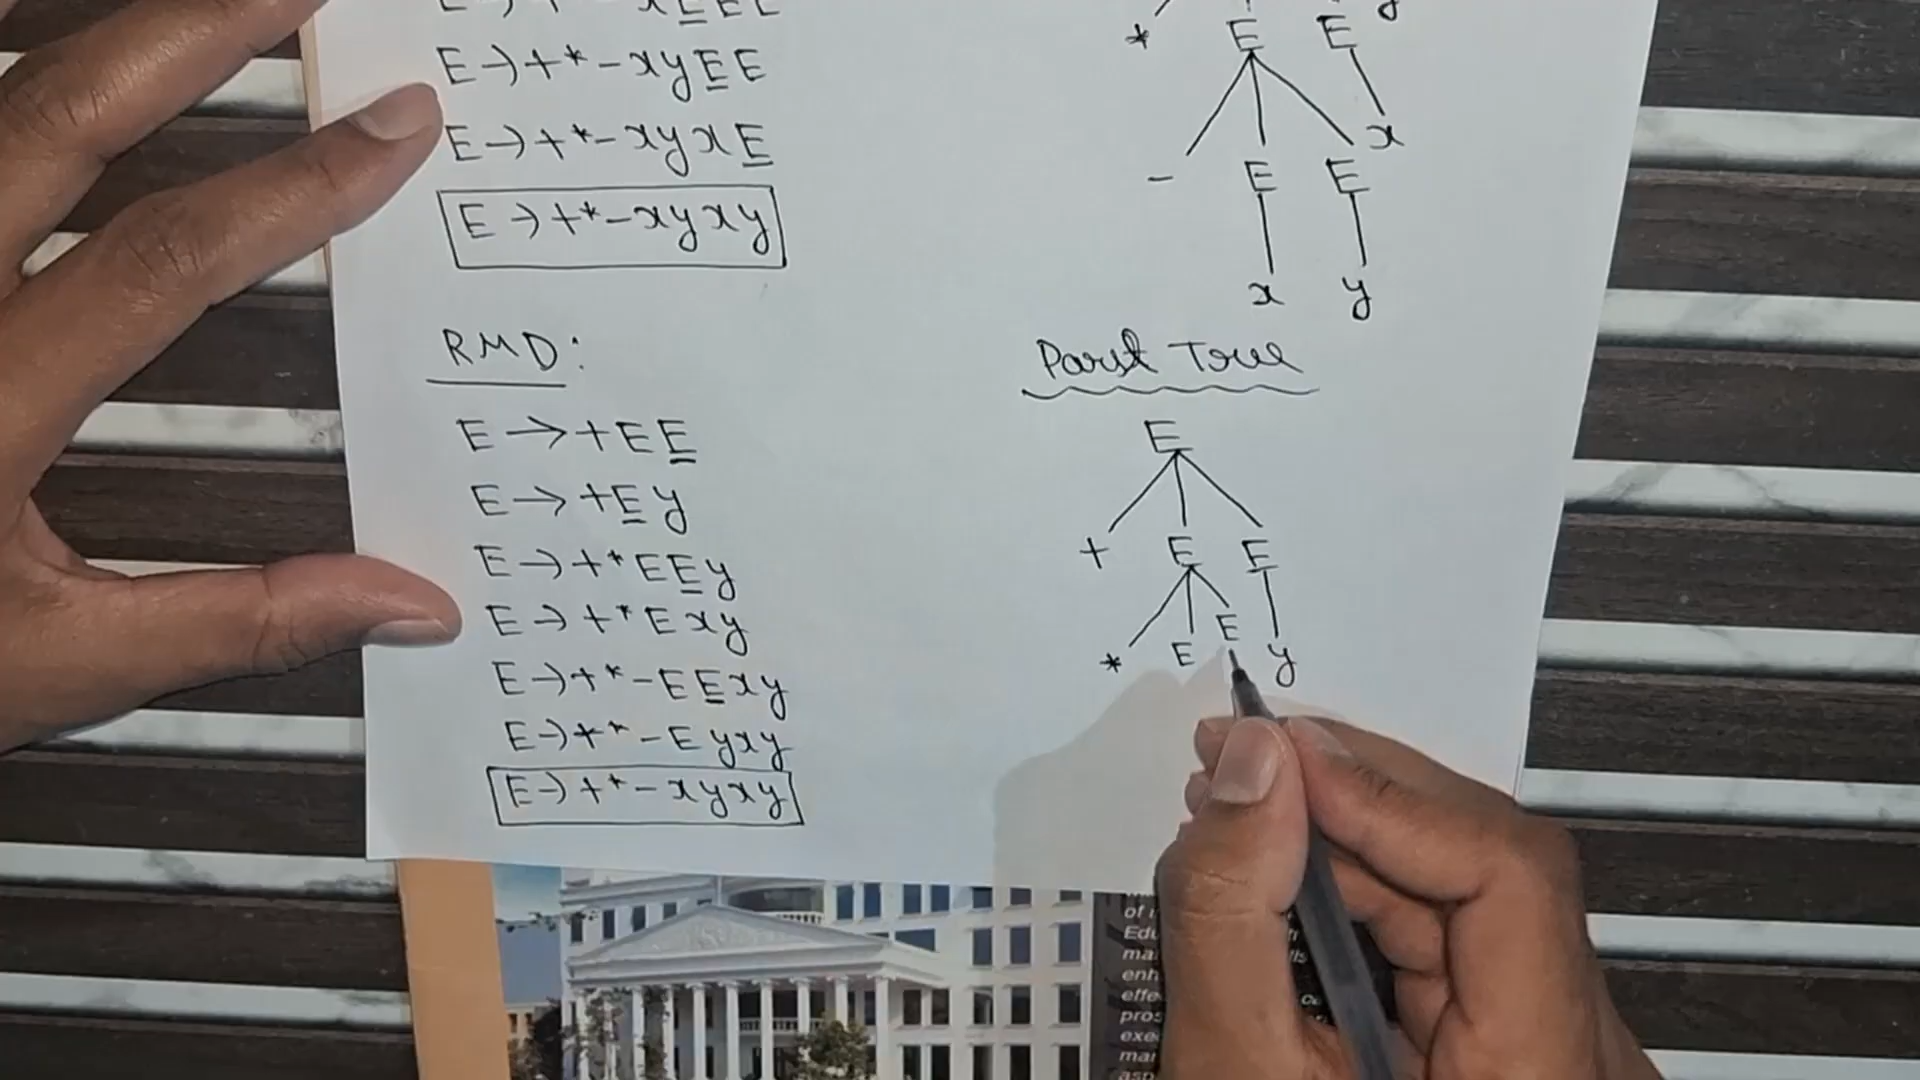 E→+*-xyEE
E→+*-xyxE
E→+*-xyxy
* E E
x
- E E
x y
RMD:
E→+EE
E→+Ey
E→+*EEy
E→+*Exy
E→+*-EExy
E→+*-Eyxy
E→+*-xyxy
Parse Tree
E
+ E E
* E E y